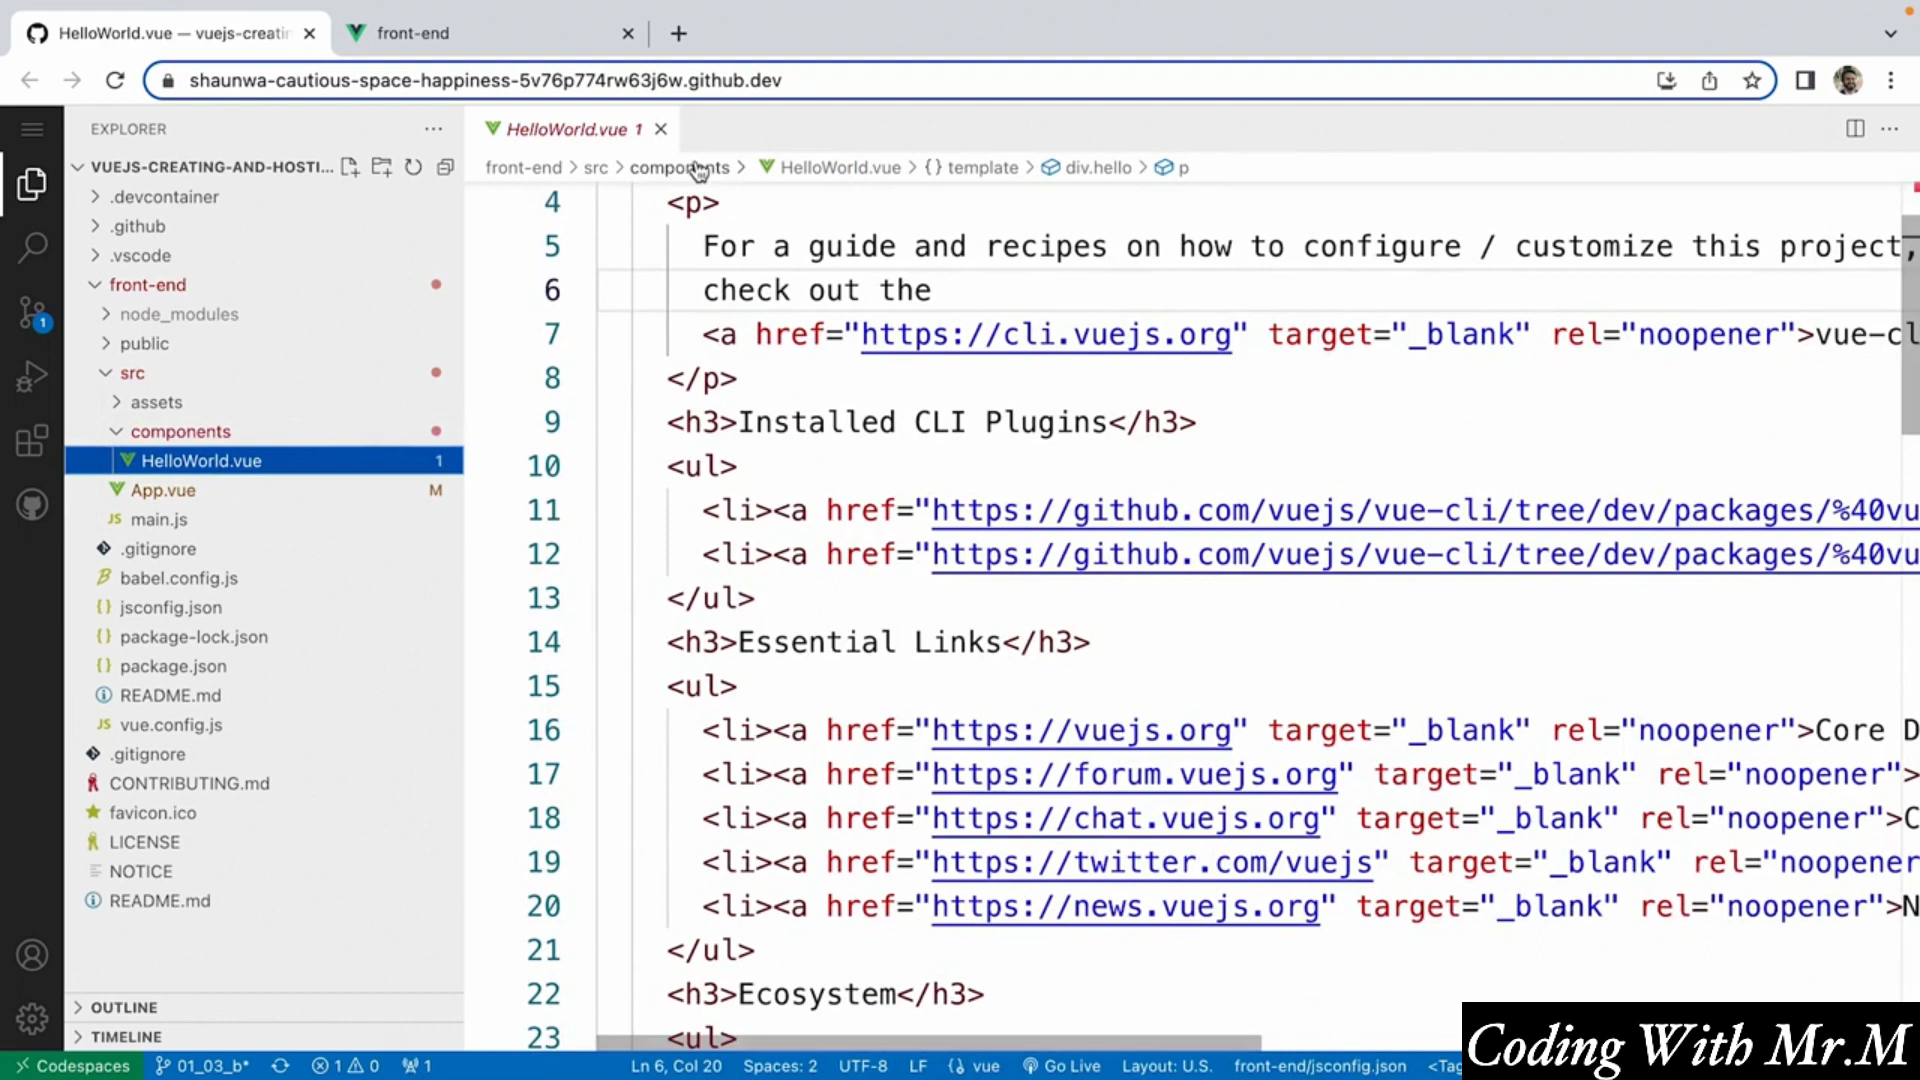 HelloWorld.vue — vuejs-creatin
front-end
shaunwa-cautious-space-happiness-5v76p774rw63j6w.github.dev
EXPLORER
VUEJS-CREATING-AND-HOSTI...
.devcontainer
.github
.vscode
front-end
node_modules
public
src
assets
components
HelloWorld.vue 1
App.vue M
JS main.js
.gitignore
babel.config.js
{} jsconfig.json
{} package-lock.json
{} package.json
README.md
JS vue.config.js
.gitignore
CONTRIBUTING.md
favicon.ico
LICENSE
NOTICE
README.md
OUTLINE
TIMELINE
1
HelloWorld.vue 1
front-end > src > components > HelloWorld.vue > {} template > div.hello > p
4 <p>
5 For a guide and recipes on how to configure / customize this project,
6 check out the
7 <a href="https://cli.vuejs.org" target="_blank" rel="noopener">vue-cl
8 </p>
9 <h3>Installed CLI Plugins</h3>
10 <ul>
11 <li><a href="https://github.com/vuejs/vue-cli/tree/dev/packages/%40vu
12 <li><a href="https://github.com/vuejs/vue-cli/tree/dev/packages/%40vu
13 </ul>
14 <h3>Essential Links</h3>
15 <ul>
16 <li><a href="https://vuejs.org" target="_blank" rel="noopener">Core D
17 <li><a href="https://forum.vuejs.org" target="_blank" rel="noopener">
18 <li><a href="https://chat.vuejs.org" target="_blank" rel="noopener">C
19 <li><a href="https://twitter.com/vuejs" target="_blank" rel="noopener
20 <li><a href="https://news.vuejs.org" target="_blank" rel="noopener">N
21 </ul>
22 <h3>Ecosystem</h3>
23 <ul>
Coding With Mr.M
Codespaces 01_03_b* 1 0 1 Ln 6, Col 20 Spaces: 2 UTF-8 LF {} vue Go Live Layout: U.S. front-end/jsconfig.json <Tag